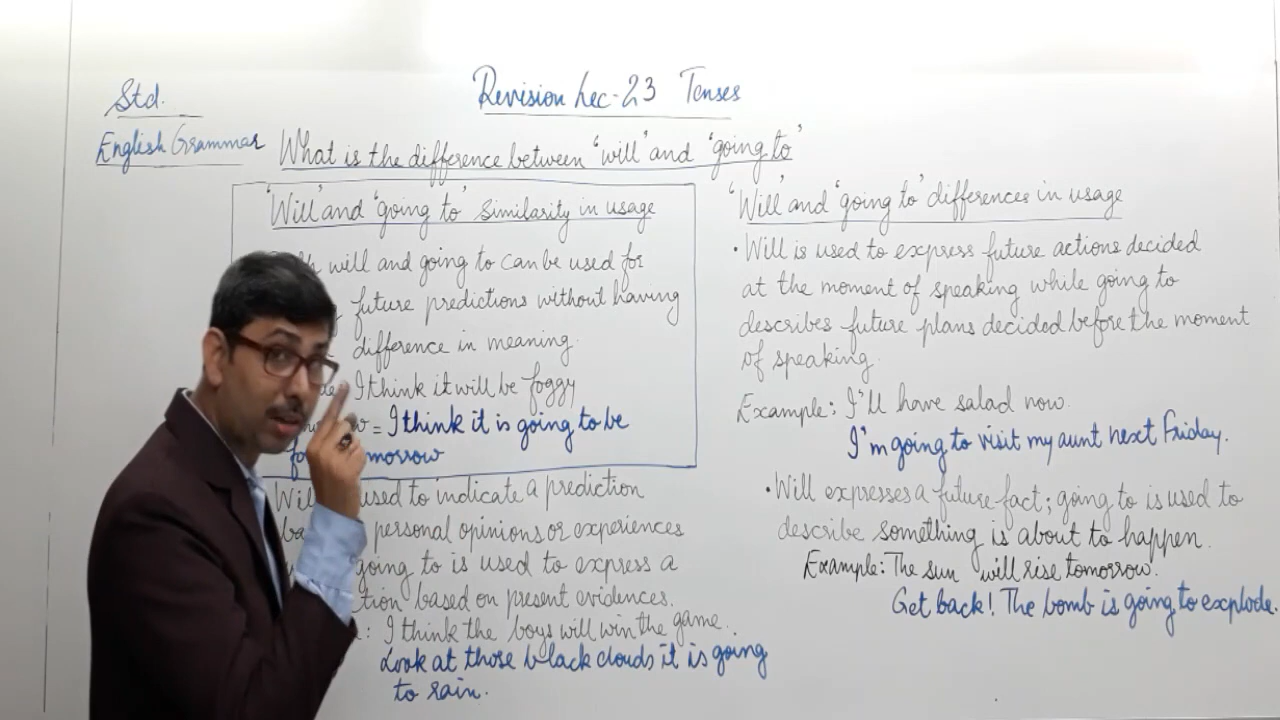 Std.
Revision Lec-23 Tenses
English Grammar
What is the difference between 'will' and 'going to'
'Will' and 'going to' Similarity in usage
will and going to can be used for
future predictions without having
difference in meaning.
I think it will be foggy
= I think it is going to be
used to indicate a prediction
personal opinions or experiences
going to is used to express a
based on present evidences.
: I think the boys will win the game.
Look at those black clouds it is going
to rain.
'Will' and 'going to' differences in usage
• Will is used to express future actions decided
at the moment of speaking while going to
describes future plans decided before the moment
of speaking.
Example: I'll have salad now.
I'm going to visit my aunt next Friday.
• Will expresses a future fact; going to is used to
describe something is about to happen.
Example: The sun will rise tomorrow.
Get back! The bomb is going to explode.